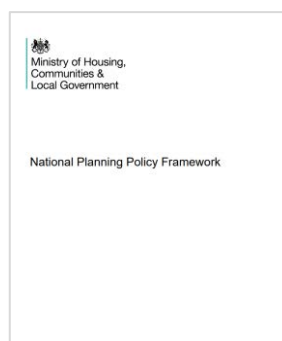 Ministry of Housing,
Communities &
Local Government
National Planning Policy Framework